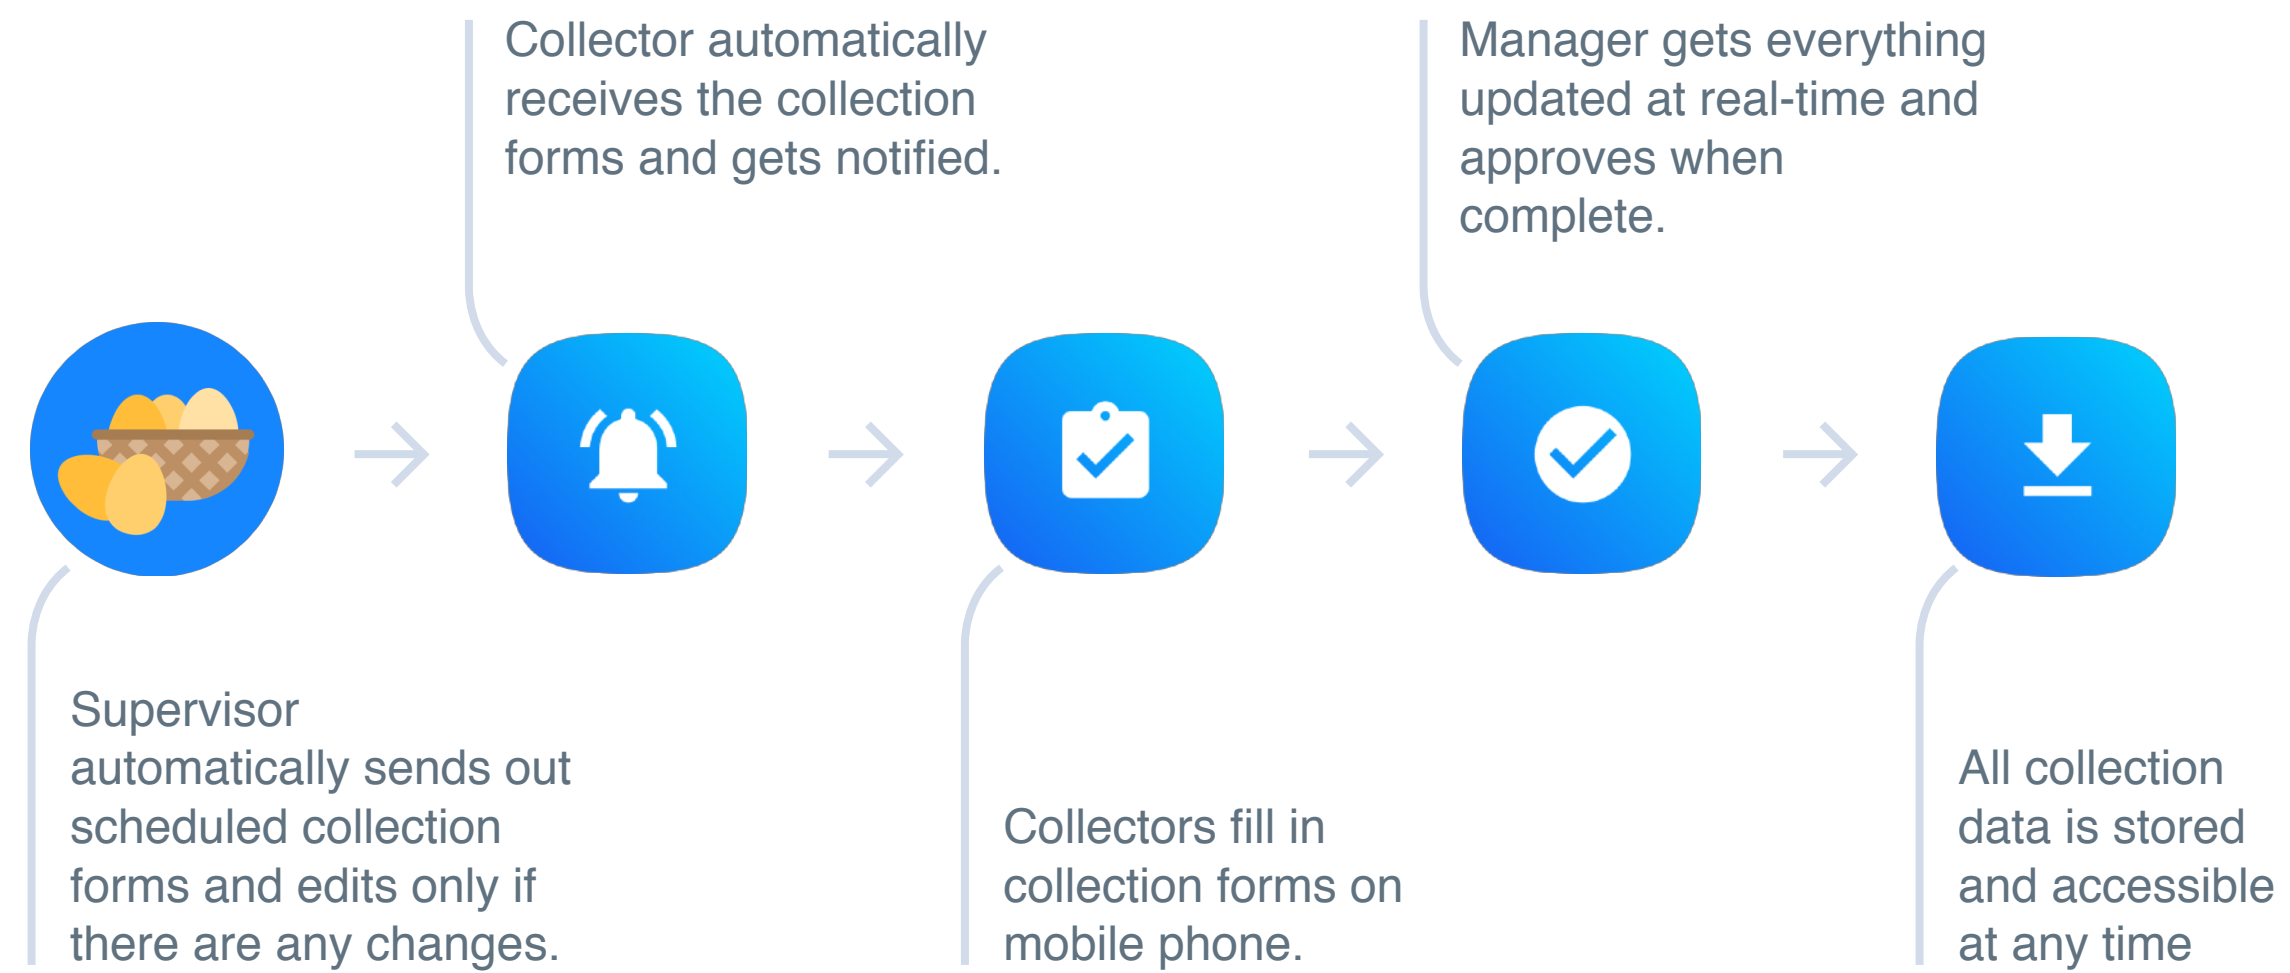 Collector automatically
receives the collection
forms and gets notified.
Manager gets everything
updated at real-time and
approves when
complete.
Supervisor
automatically sends out
scheduled collection
forms and edits only if
there are any changes.
Collectors fill in
collection forms on
mobile phone.
All collection
data is stored
and accessible
at any time